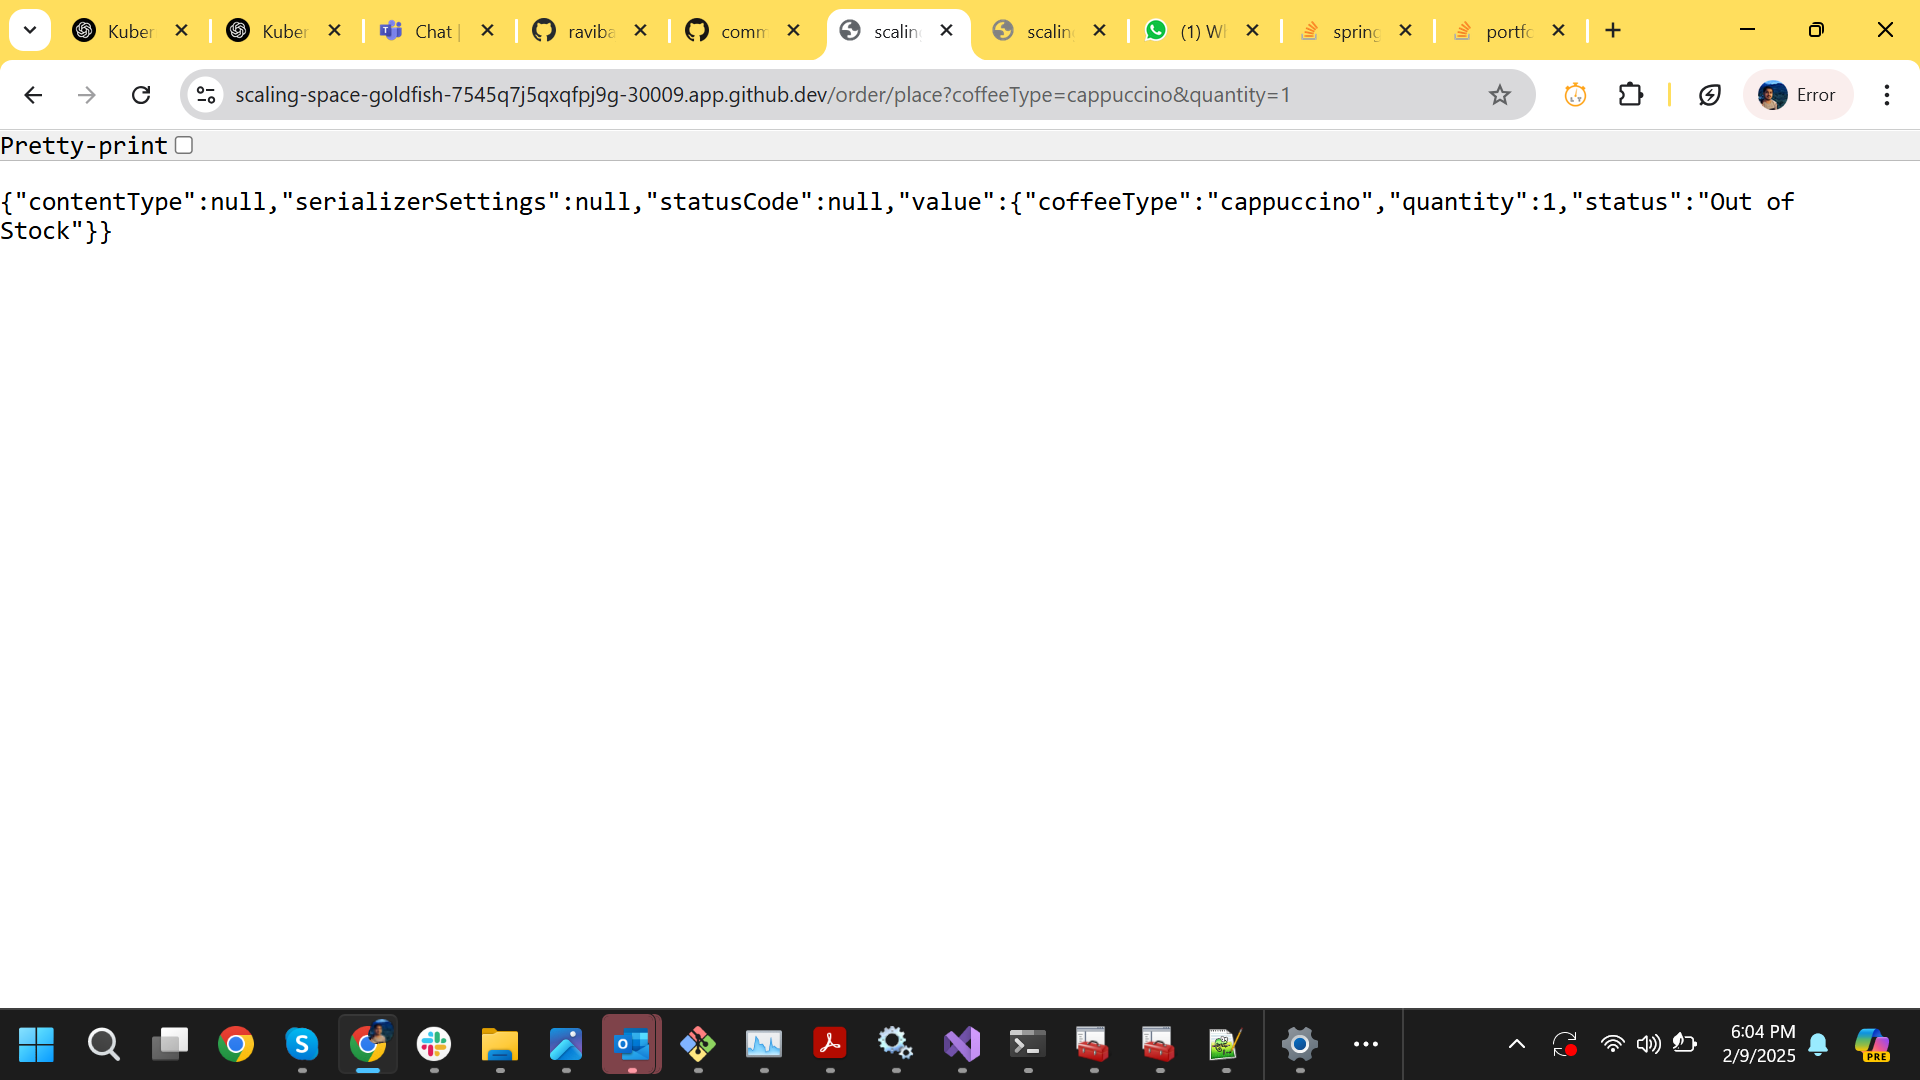 Kuber
Kuber
Chat |
raviba
comm
scalin
scaling
(1) W
spring
portfo
scaling-space-goldfish-7545q7j5qxqfpj9g-30009.app.github.dev/order/place?coffeeType=cappuccino&quantity=1
Error
Pretty-print
{"contentType":null,"serializerSettings":null,"statusCode":null,"value":{"coffeeType":"cappuccino","quantity":1,"status":"Out of
Stock"}}
6:04 PM
2/9/2025
PRE